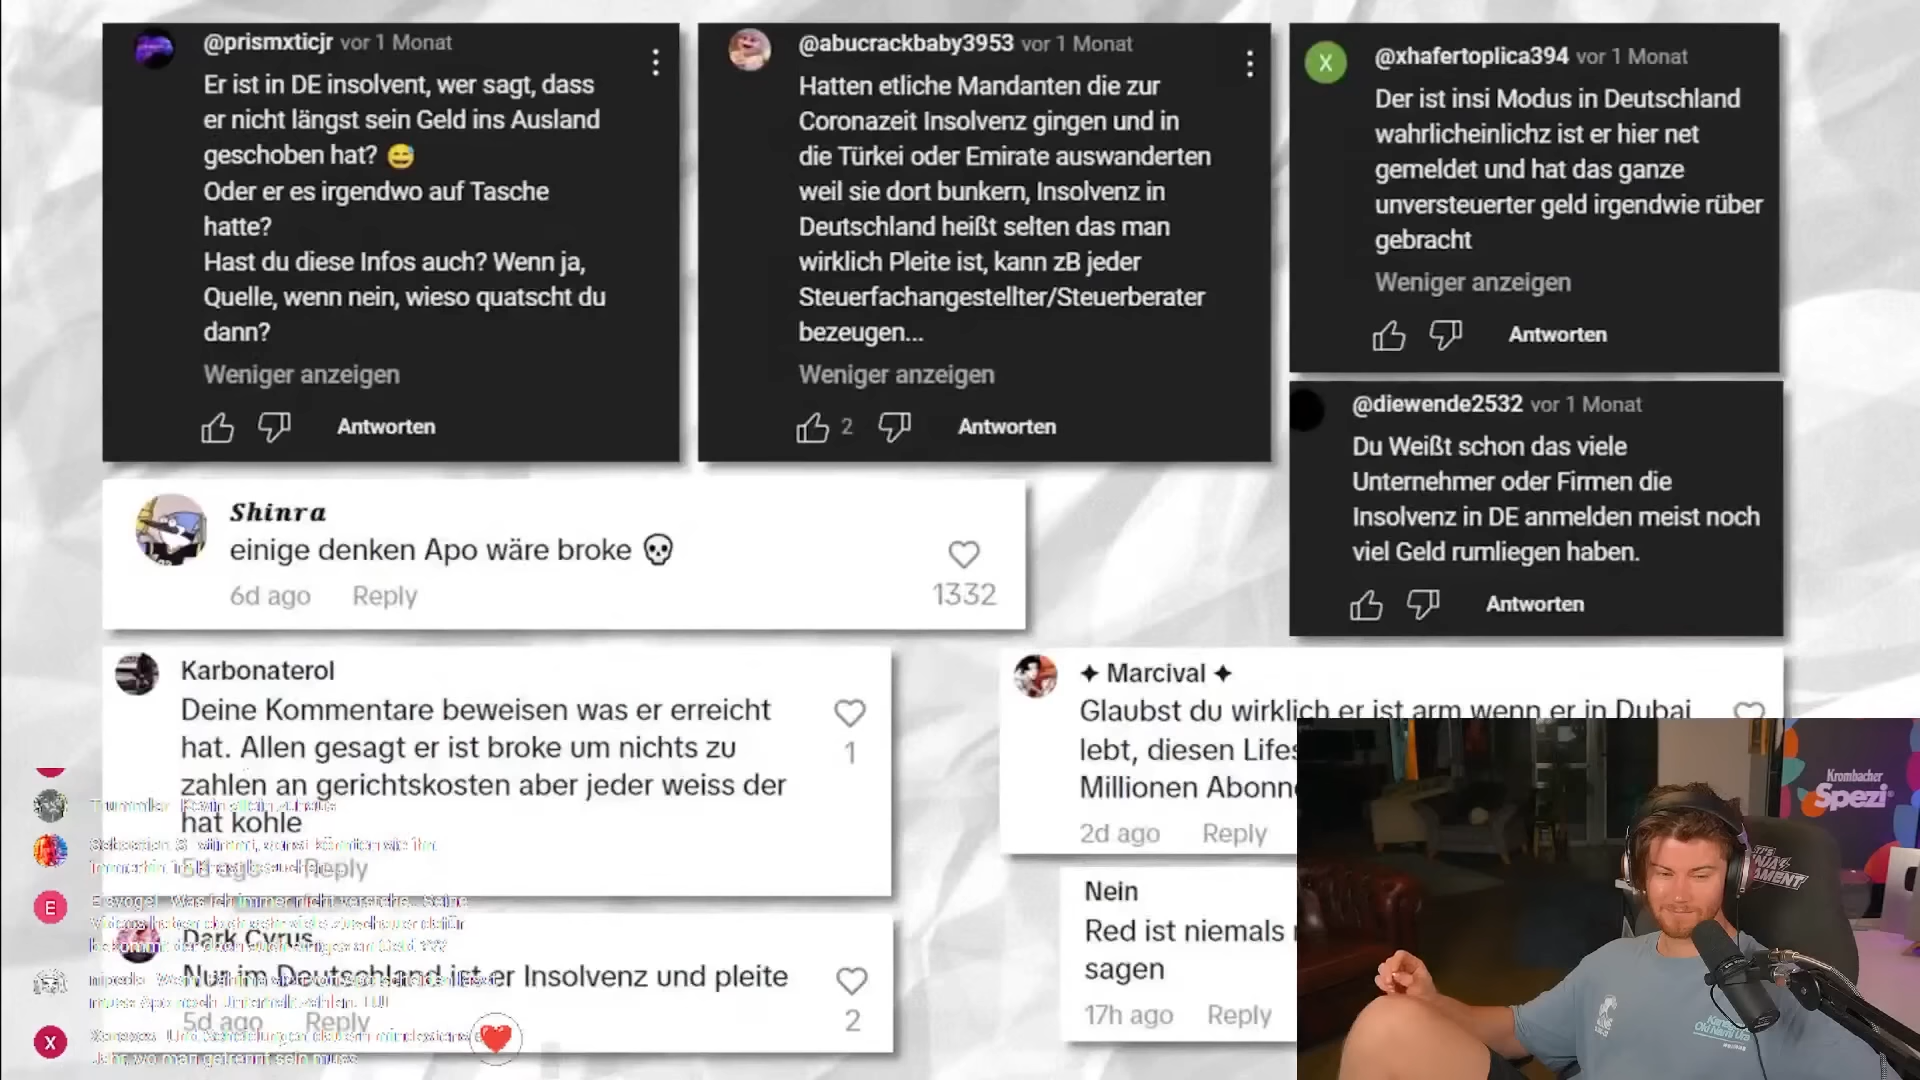 @prismxticjr vor 1 Monat
Er ist in DE insolvent, wer sagt, dass
er nicht längst sein Geld ins Ausland
geschoben hat? 😅
Oder er es irgendwo auf Tasche
hatte?
Hast du diese Infos auch? Wenn ja,
Quelle, wenn nein, wieso quatscht du
dann?
Weniger anzeigen
Antworten
@abucrackbaby3953 vor 1 Monat
Hatten etliche Mandanten die zur
Coronazeit Insolvenz gingen und in
die Türkei oder Emirate auswanderten
weil sie dort bunkern, Insolvenz in
Deutschland heißt selten das man
wirklich Pleite ist, kann zB jeder
Steuerfachangestellter/Steuerberater
bezeugen...
Weniger anzeigen
2 Antworten
X
@xhafertoplica394 vor 1 Monat
Der ist insi Modus in Deutschland
wahrlicheinlichz ist er hier net
gemeldet und hat das ganze
unversteuerter geld irgendwie rüber
gebracht
Weniger anzeigen
Antworten
@diewende2532 vor 1 Monat
Du Weißt schon das viele
Unternehmer oder Firmen die
Insolvenz in DE anmelden meist noch
viel Geld rumliegen haben.
Antworten
Shinra
einige denken Apo wäre broke 💀
6d ago Reply
1332
Karbonaterol
Deine Kommentare beweisen was er erreicht
hat. Allen gesagt er ist broke um nichts zu
zahlen an gerichtskosten aber jeder weiss der
hat kohle
Reply
1
✦ Marcival ✦
Glaubst du wirklich er ist arm wenn er in Dubai
lebt, diesen
Millionen
2d ago Reply
Nein
Red ist niemals
sagen
17h ago Reply
Dark Cyrus
Nur im Deutschland ist er Insolvenz und pleite
5d ago Reply
2
E
X
Krombacher
Spezi